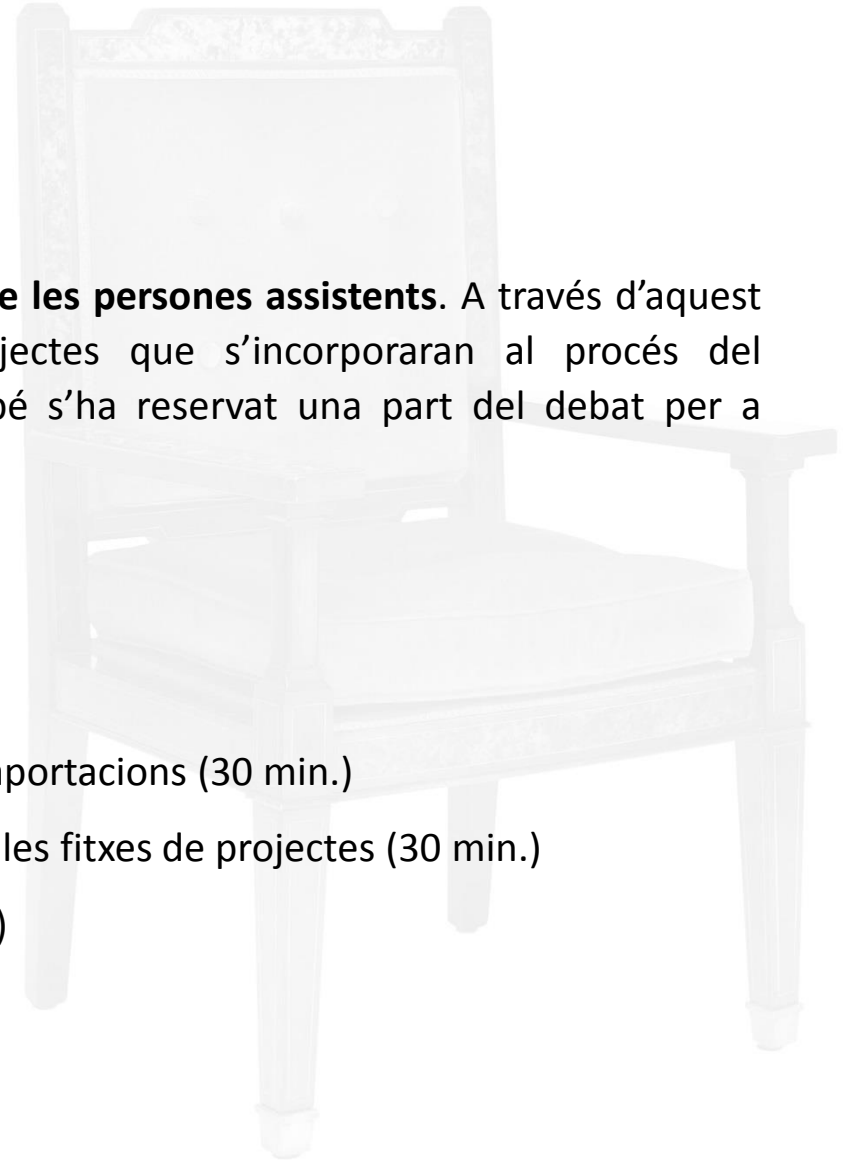 e les persones assistents. A través d’aquest
jectes que s’incorporaran al procés del
bé s’ha reservat una part del debat per a
aportacions (30 min.)
les fitxes de projectes (30 min.)
)